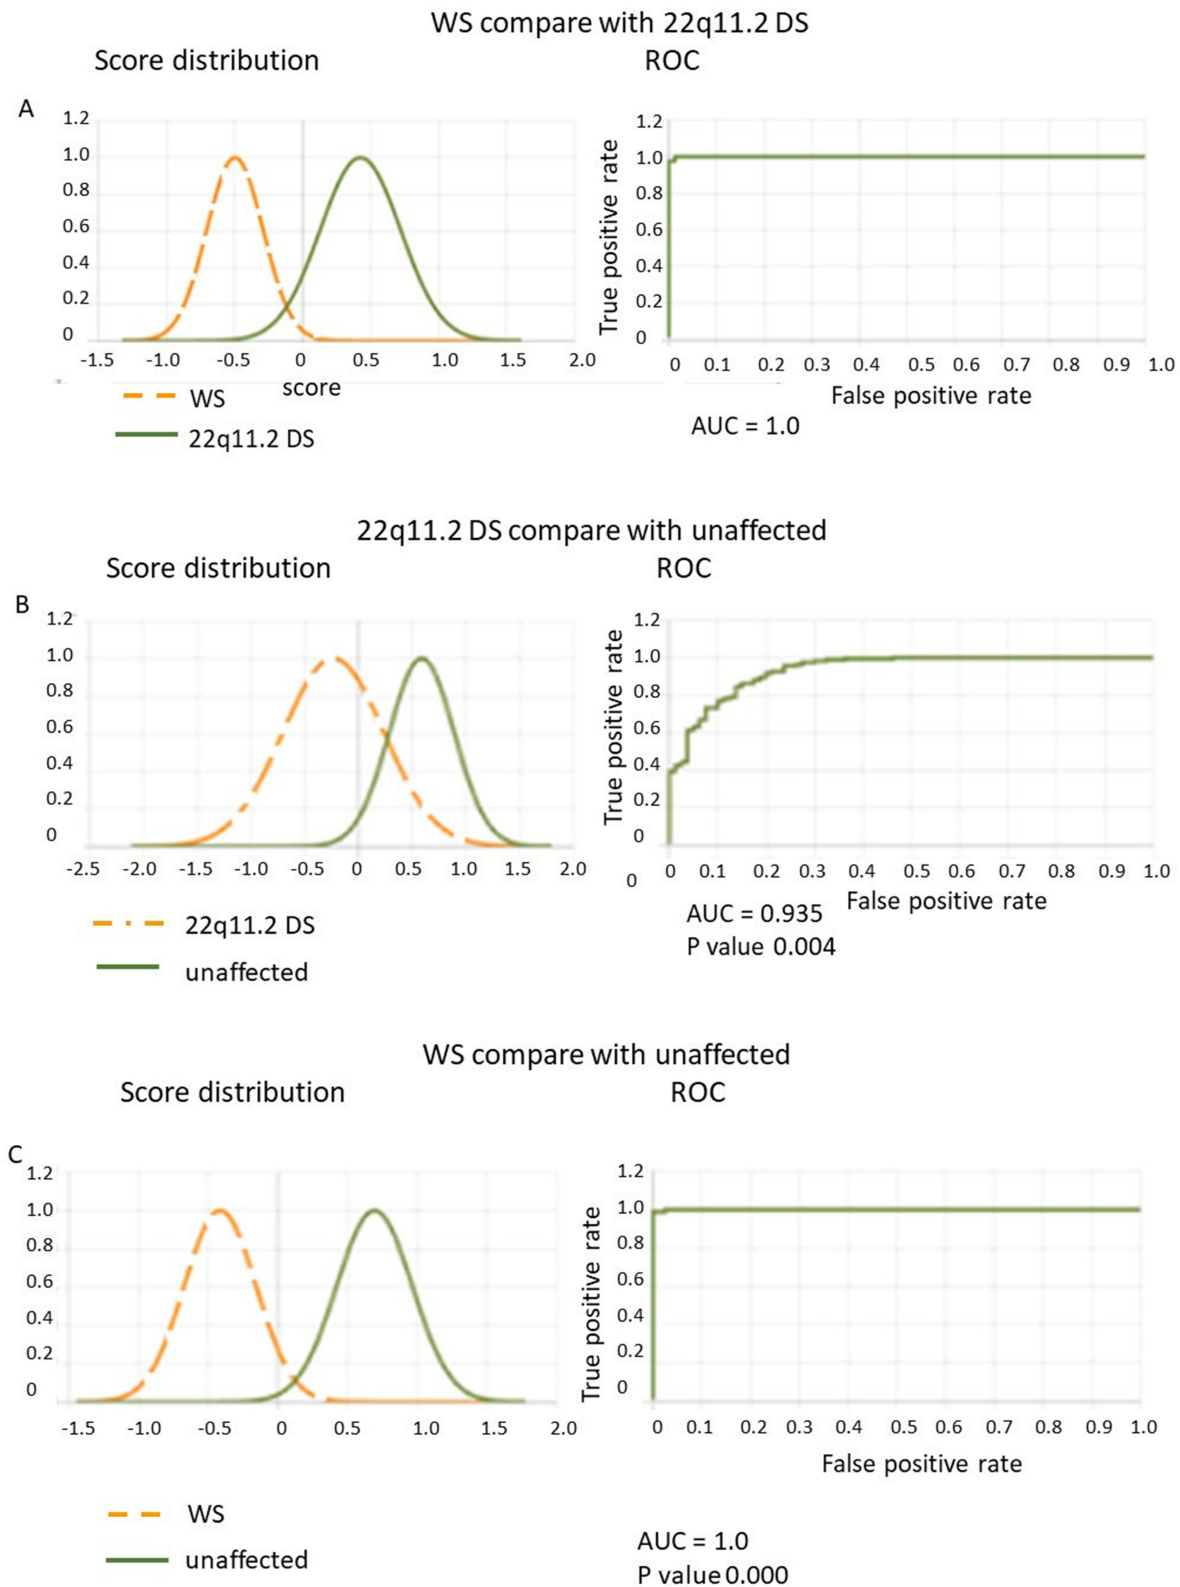 WS compare with 22q11.2 DS
Score distribution
ROC
A
1.2
1.0
0.8
0.6
0.4
0.2
0
-1.5 -1.0 -0.5 0 0.5 1.0 1.5 2.0
score
WS
22q11.2 DS
True positive rate
1.2
1.0
0.8
0.6
0.4
0.2
0
0 0.1 0.2 0.3 0.4 0.5 0.6 0.7 0.8 0.9 1.0
False positive rate
AUC = 1.0
22q11.2 DS compare with unaffected
Score distribution
ROC
B
1.2
1.0
0.8
0.6
0.4
0.2
0
-2.5 -2.0 -1.5 -1.0 -0.5 0 0.5 1.0 1.5 2.0
22q11.2 DS
unaffected
True positive rate
1.2
1.0
0.8
0.6
0.4
0.2
0
0
0 0.1 0.2 0.3 0.4 0.5 0.6 0.7 0.8 0.9 1.0
False positive rate
AUC = 0.935
P value 0.004
WS compare with unaffected
Score distribution
ROC
C
1.2
1.0
0.8
0.6
0.4
0.2
0
-1.5 -1.0 -0.5 0 0.5 1.0 1.5 2.0
WS
unaffected
True positive rate
1.2
1.0
0.8
0.6
0.4
0.2
0
0 0.1 0.2 0.3 0.4 0.5 0.6 0.7 0.8 0.9 1.0
False positive rate
AUC = 1.0
P value 0.000